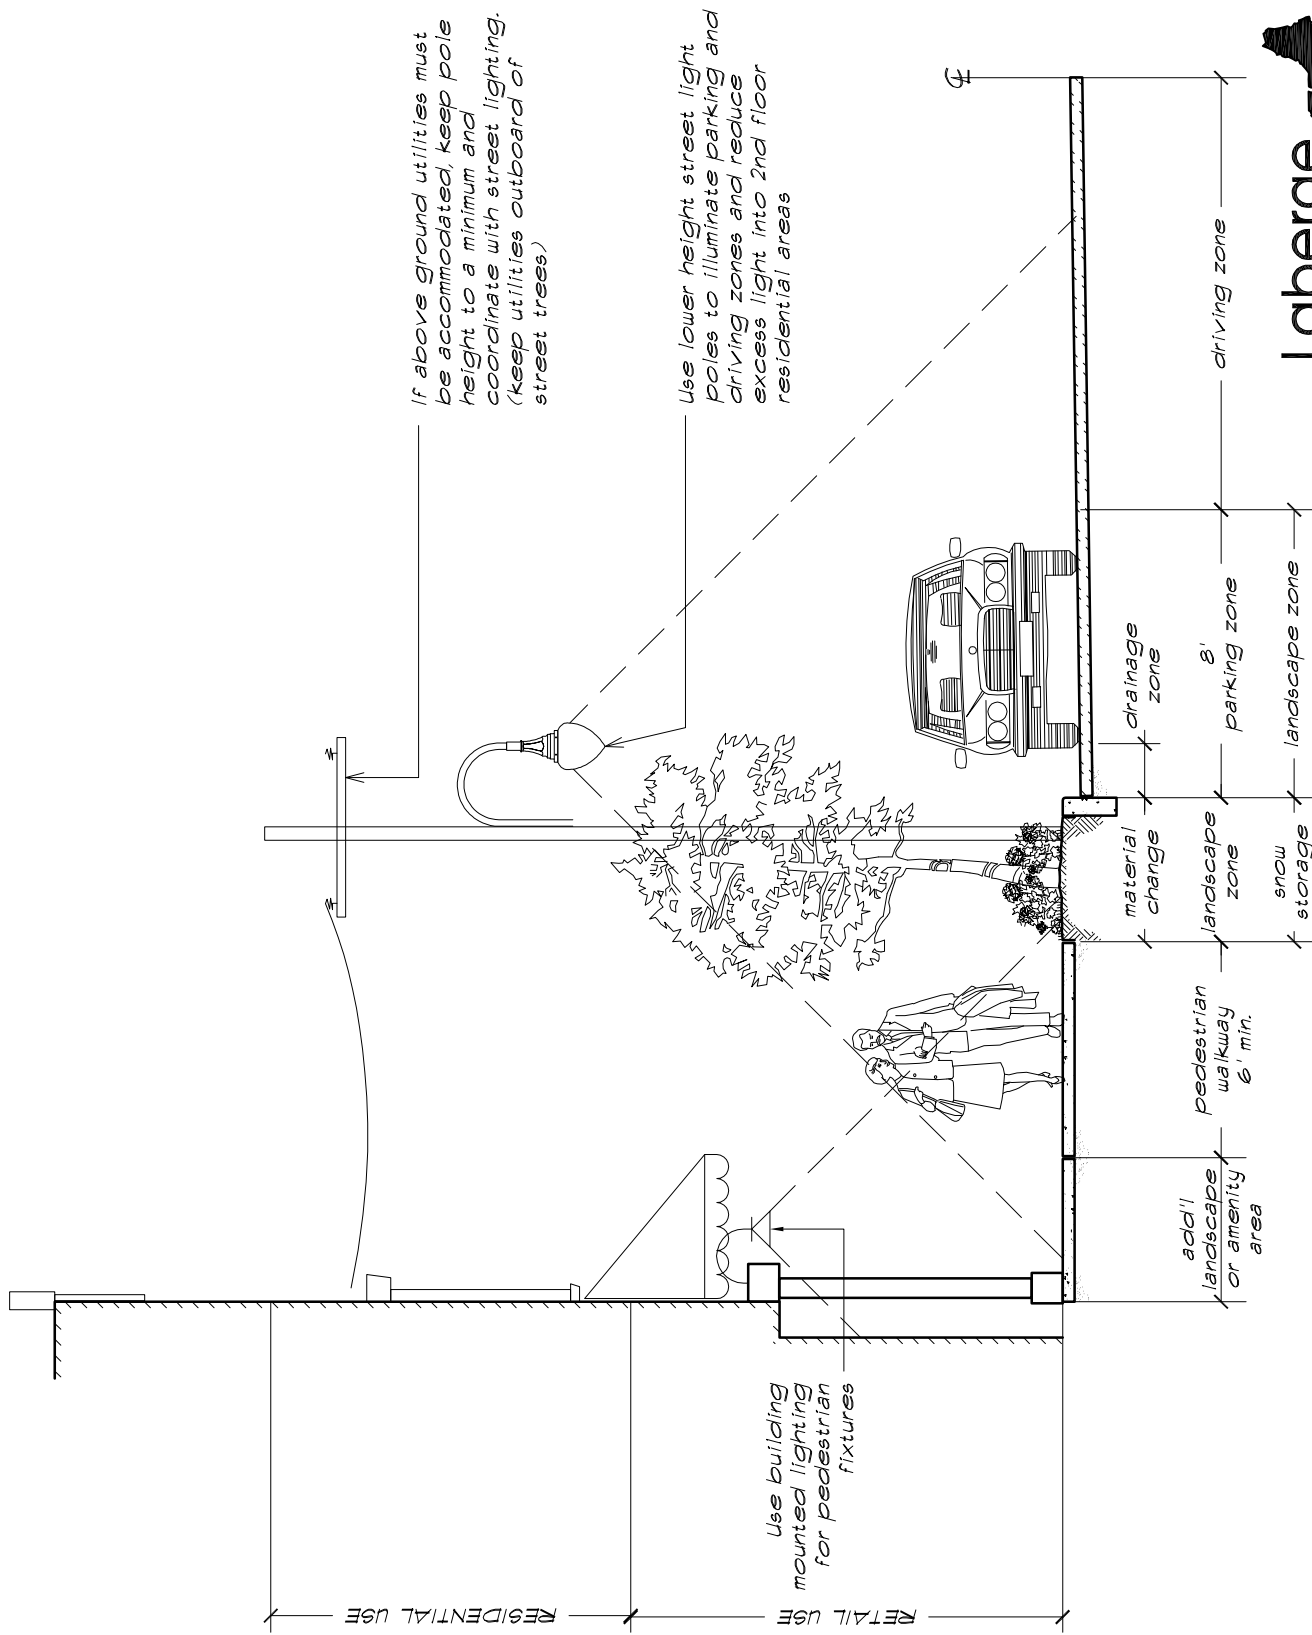 If above ground utilities must
be accommodated, keep pole
height to a minimum and
coordinate with street lighting.
(keep utilities outboard of
street trees)
Use lower height street light
poles to illuminate parking and
driving zones and reduce
excess light into 2nd floor
residential areas
Use building
mounted lighting
for pedestrian
fixtures
RESIDENTIAL USE
RETAIL USE
material
change
drainage
zone
add'l
landscape
or amenity
area
pedestrian
walkway
6' min.
landscape
zone
8'
parking zone
driving zone
snow
storage
landscape zone
Laberge